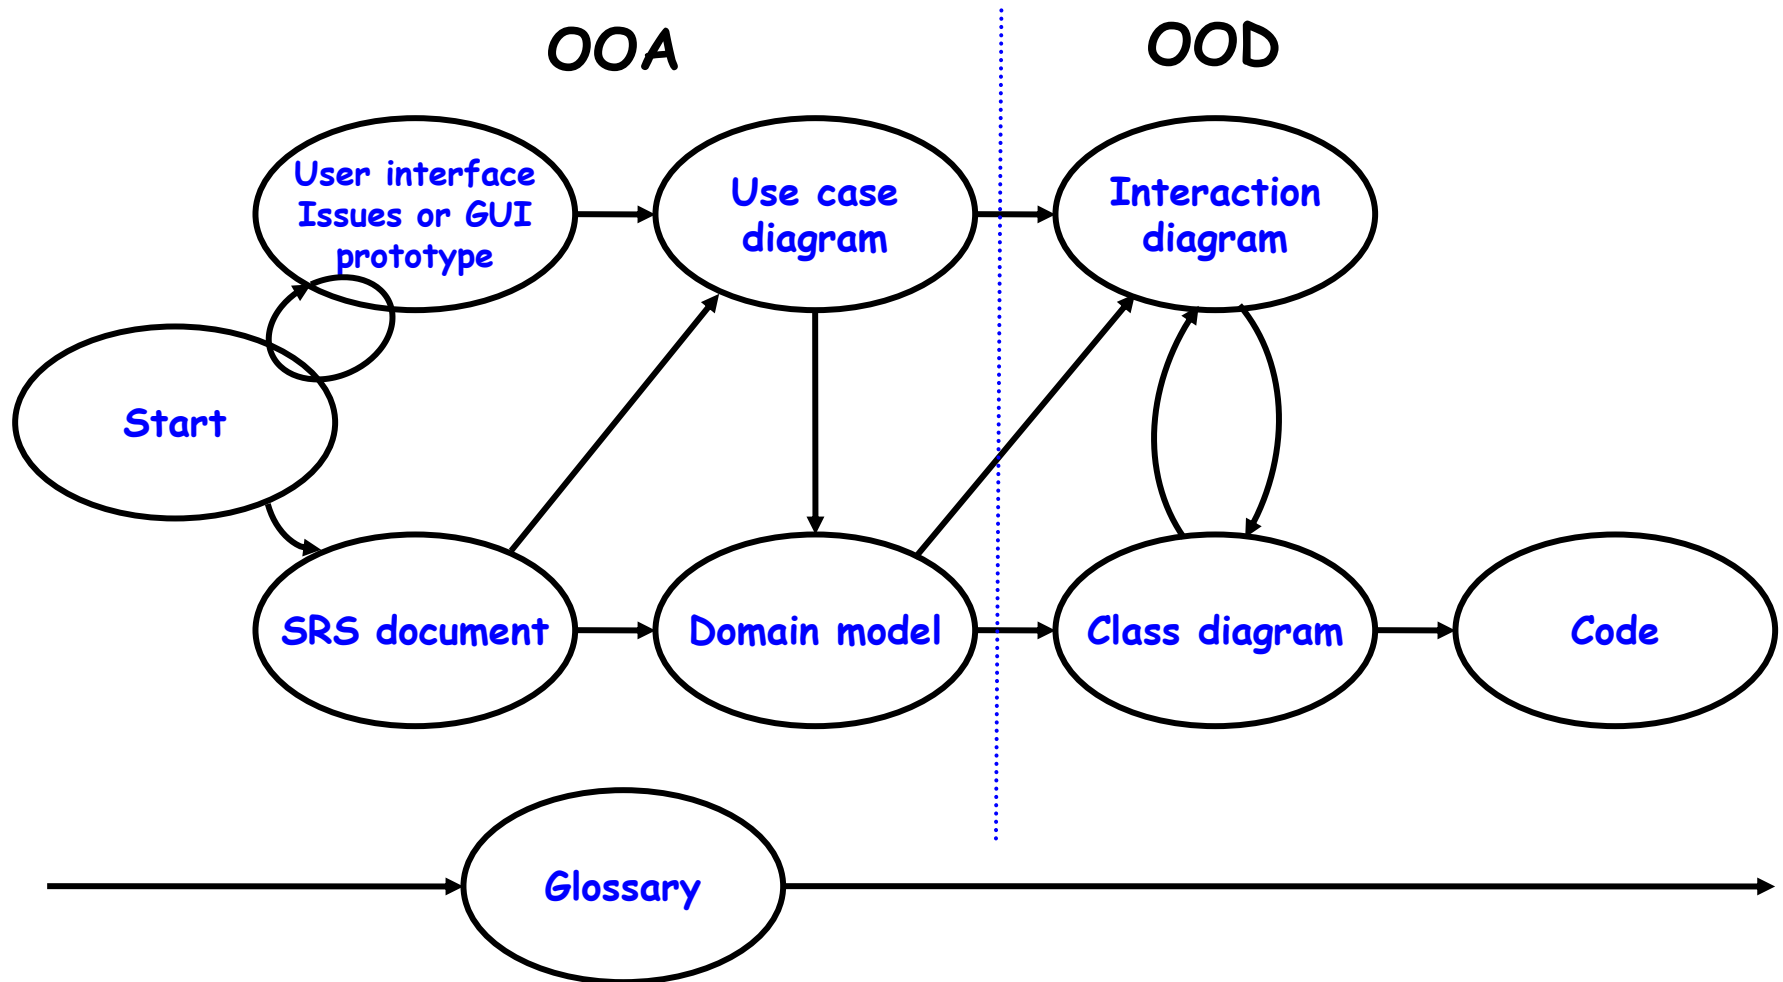 OOA
OOD
User interface
Issues or GUI
prototype
Use case
diagram
Interaction
diagram
Start
SRS document
Domain model
Class diagram
Code
Glossary